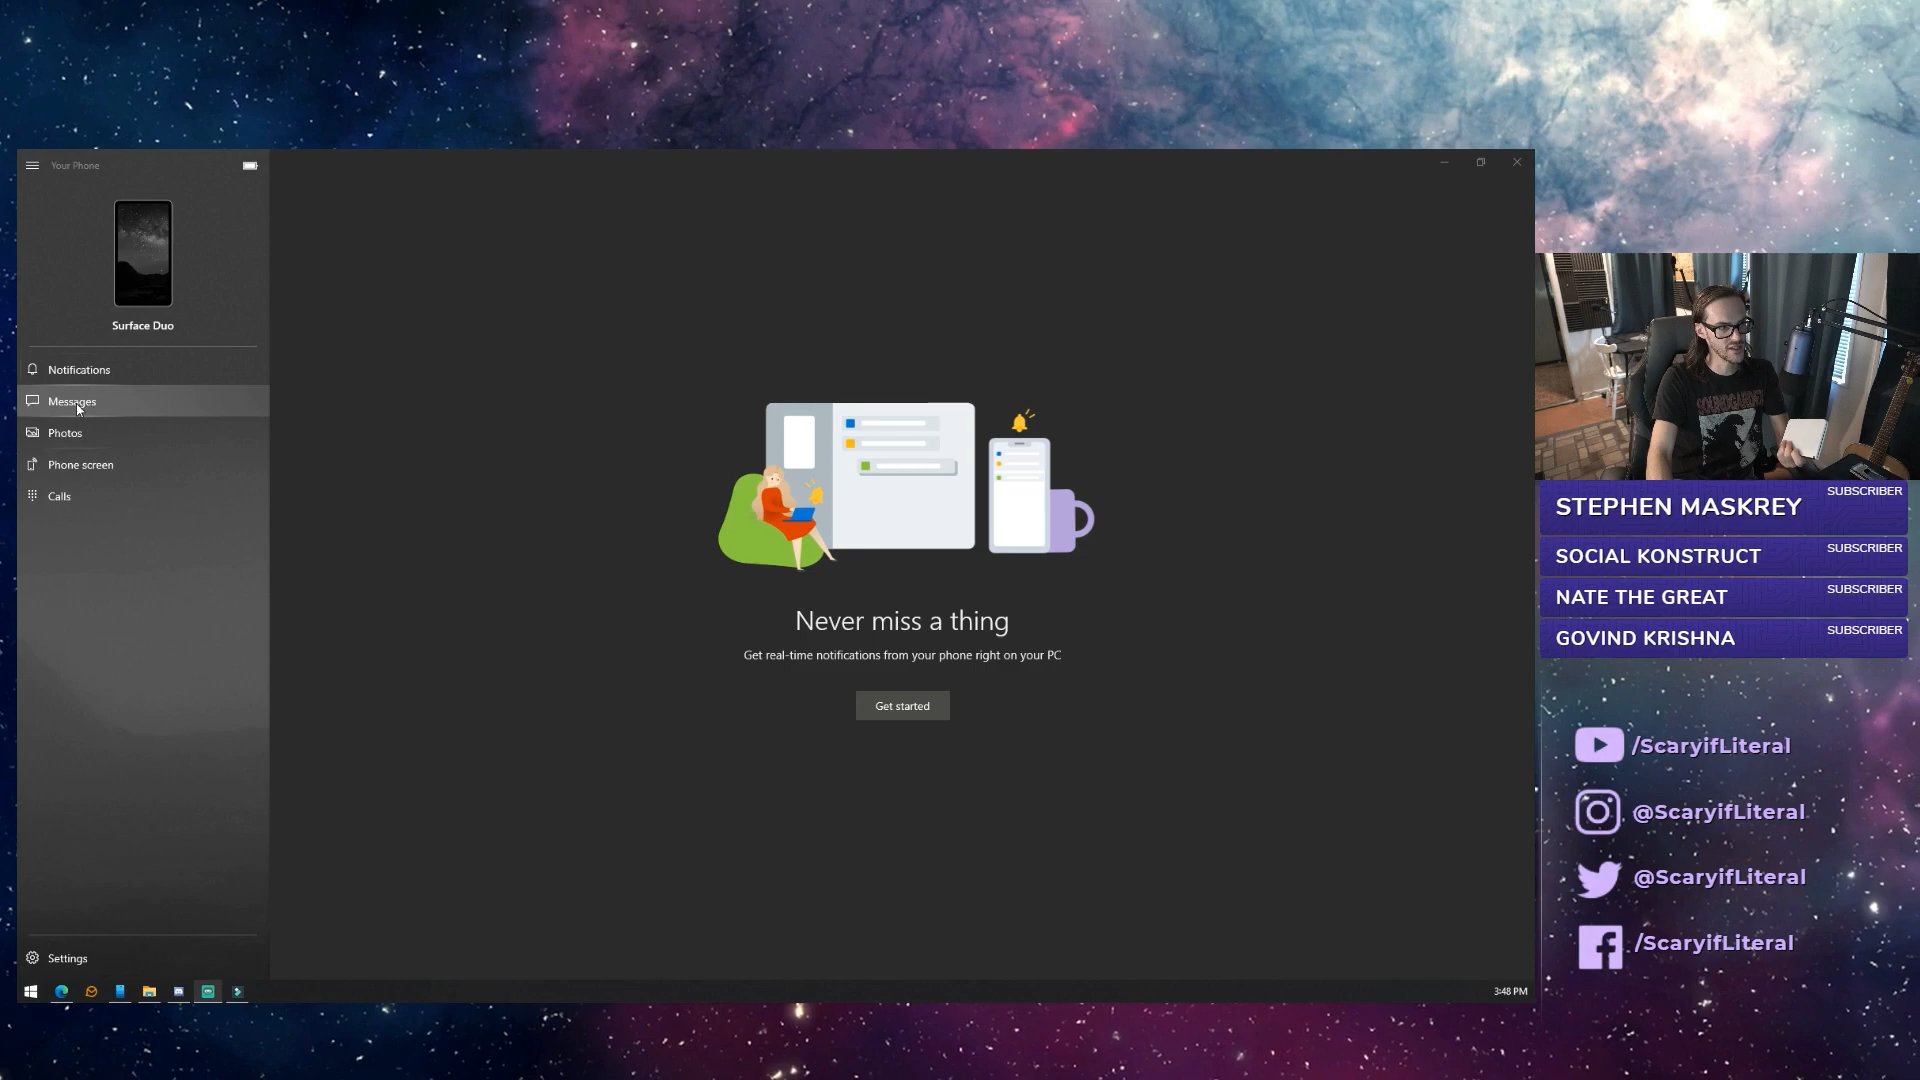 Your Phone
Surface Duo
Notifications
Messages
Photos
Phone screen
Calls
Settings
Never miss a thing
Get real-time notifications from your phone right on your PC
Get started
3:48 PM
SOUNDGARDEN
STEPHEN MASKREY SUBSCRIBER
SOCIAL KONSTRUCT SUBSCRIBER
NATE THE GREAT SUBSCRIBER
GOVIND KRISHNA SUBSCRIBER
/ScaryifLiteral
@ScaryifLiteral
@ScaryifLiteral
/ScaryifLiteral